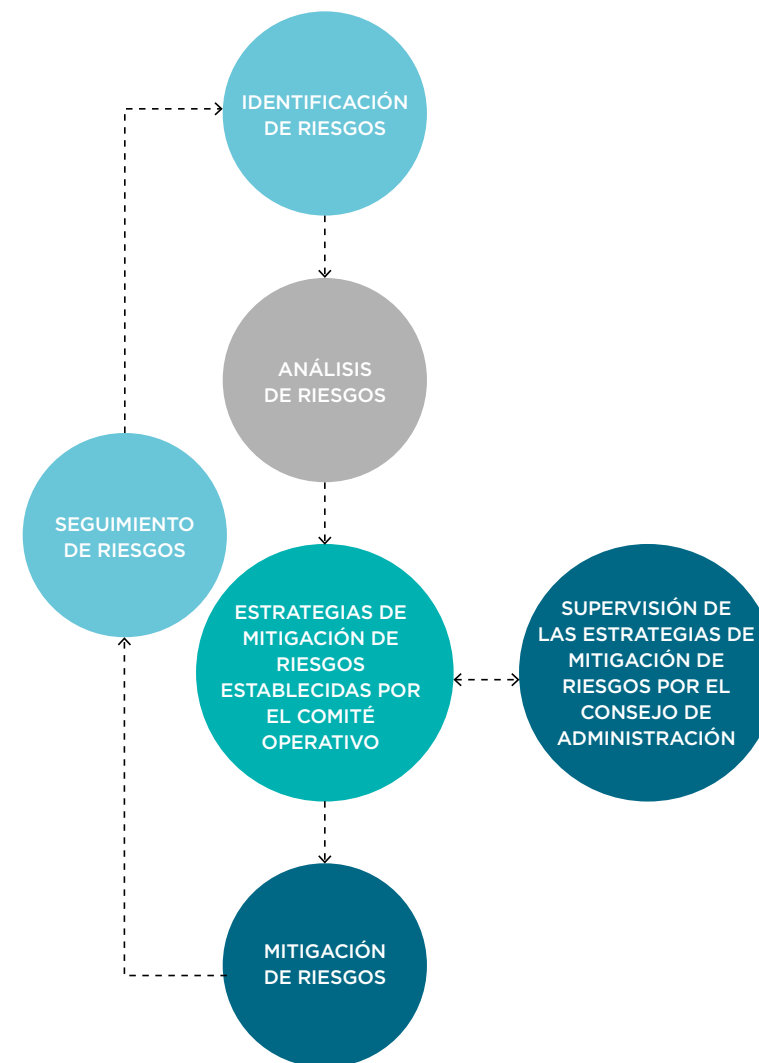 IDENTIFICACIÓN
DE RIESGOS
ANÁLISIS
DE RIESGOS
SEGUIMIENTO
DE RIESGOS
ESTRATEGIAS DE
MITIGACIÓN DE
RIESGOS
ESTABLECIDAS POR
EL COMITÉ
OPERATIVO
SUPERVISIÓN DE
LAS ESTRATEGIAS DE
MITIGACIÓN DE
RIESGOS POR EL
CONSEJO DE
ADMINISTRACIÓN
MITIGACIÓN
DE RIESGOS